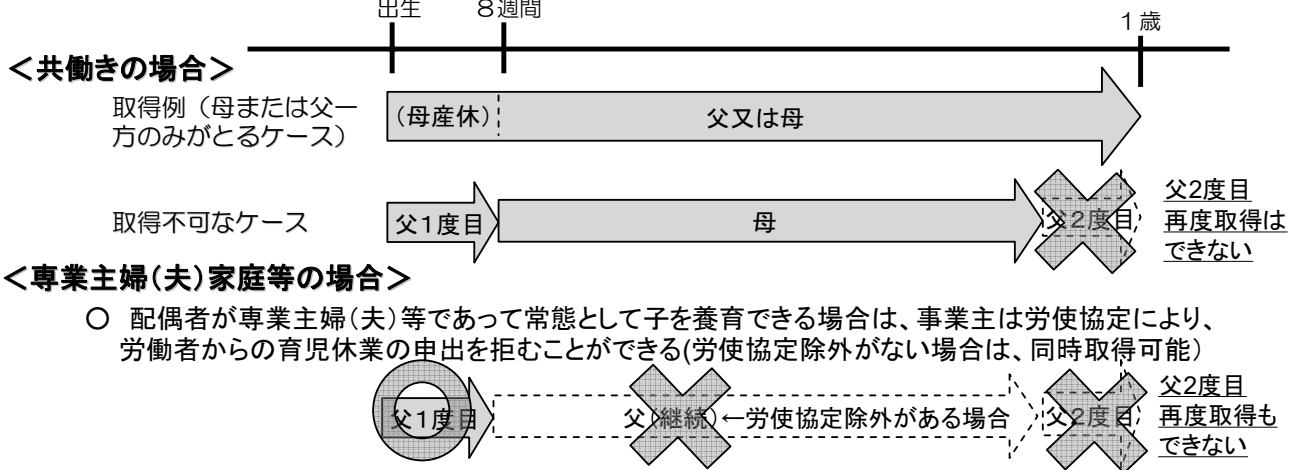 出生 8週間
1歳
＜共働きの場合＞
取得例（母または父一
方のみがとるケース）
（母産休）
父又は母
取得不可なケース
父1度目
母
父2度目
父2度目
再度取得は
できない
＜専業主婦(夫)家庭等の場合＞
○ 配偶者が専業主婦(夫)等であって常態として子を養育できる場合は、事業主は労使協定により、
労働者からの育児休業の申出を拒むことができる(労使協定除外がない場合は、同時取得可能）
父1度目
父(継続)←労使協定除外がある場合
父2度目
父2度目
再度取得も
できない